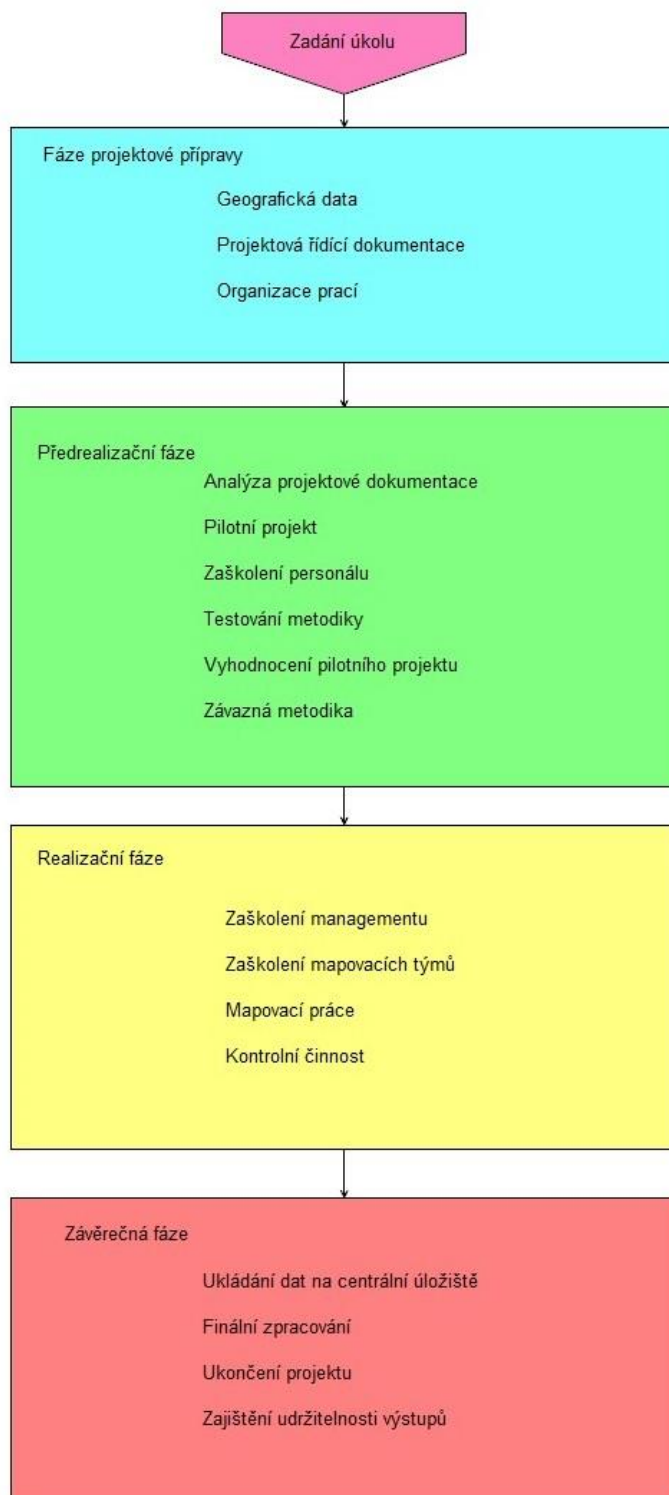 Zadání úkolu
Fáze projektové přípravy
Geografická data
Projektová řídící dokumentace
Organizace prací
Předrealizační fáze
Analýza projektové dokumentace
Pilotní projekt
Zaškolení personálu
Testování metodiky
Vyhodnocení pilotního projektu
Závazná metodika
Realizační fáze
Zaškolení managementu
Zaškolení mapovacích týmů
Mapovací práce
Kontrolní činnost
Závěrečná fáze
Ukládání dat na centrální úložiště
Finální zpracování
Ukončení projektu
Zajištění udržitelnosti výstupů